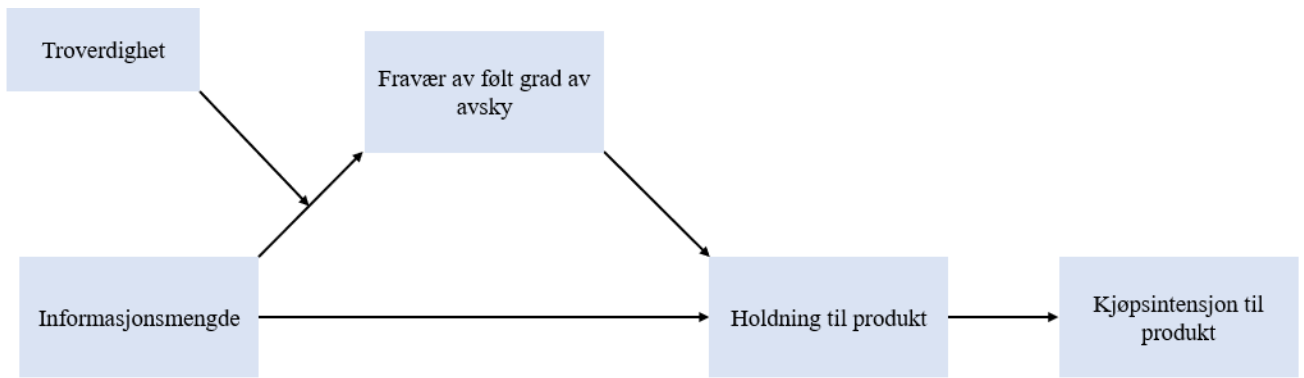 Troverdighet
Fravær av følt grad av
avsky
Informasjonsmengde
Holdning til produkt
Kjøpsintensjon til
produkt